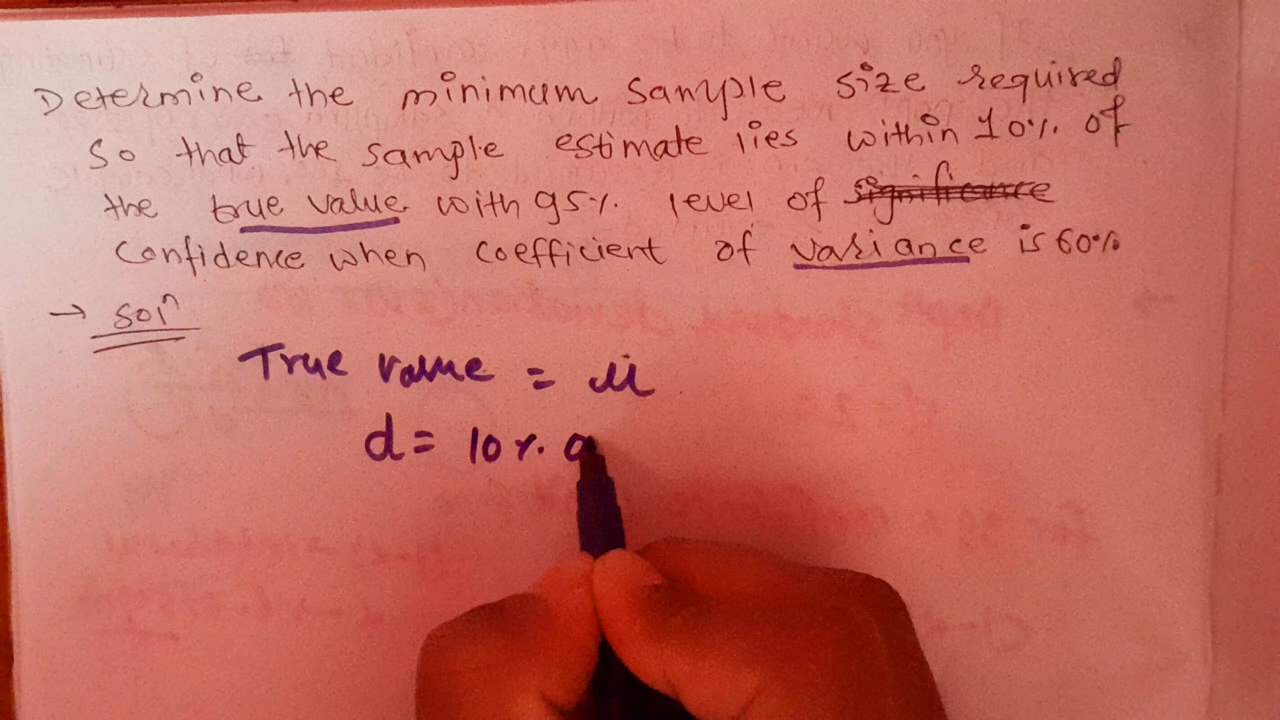 Determine the minimum sample size required
so that the sample estimate lies within 10% of
the true value with 95% level of significance
confidence when coefficient of variance is 60%
→ solⁿ
True value = μ
d = 10%